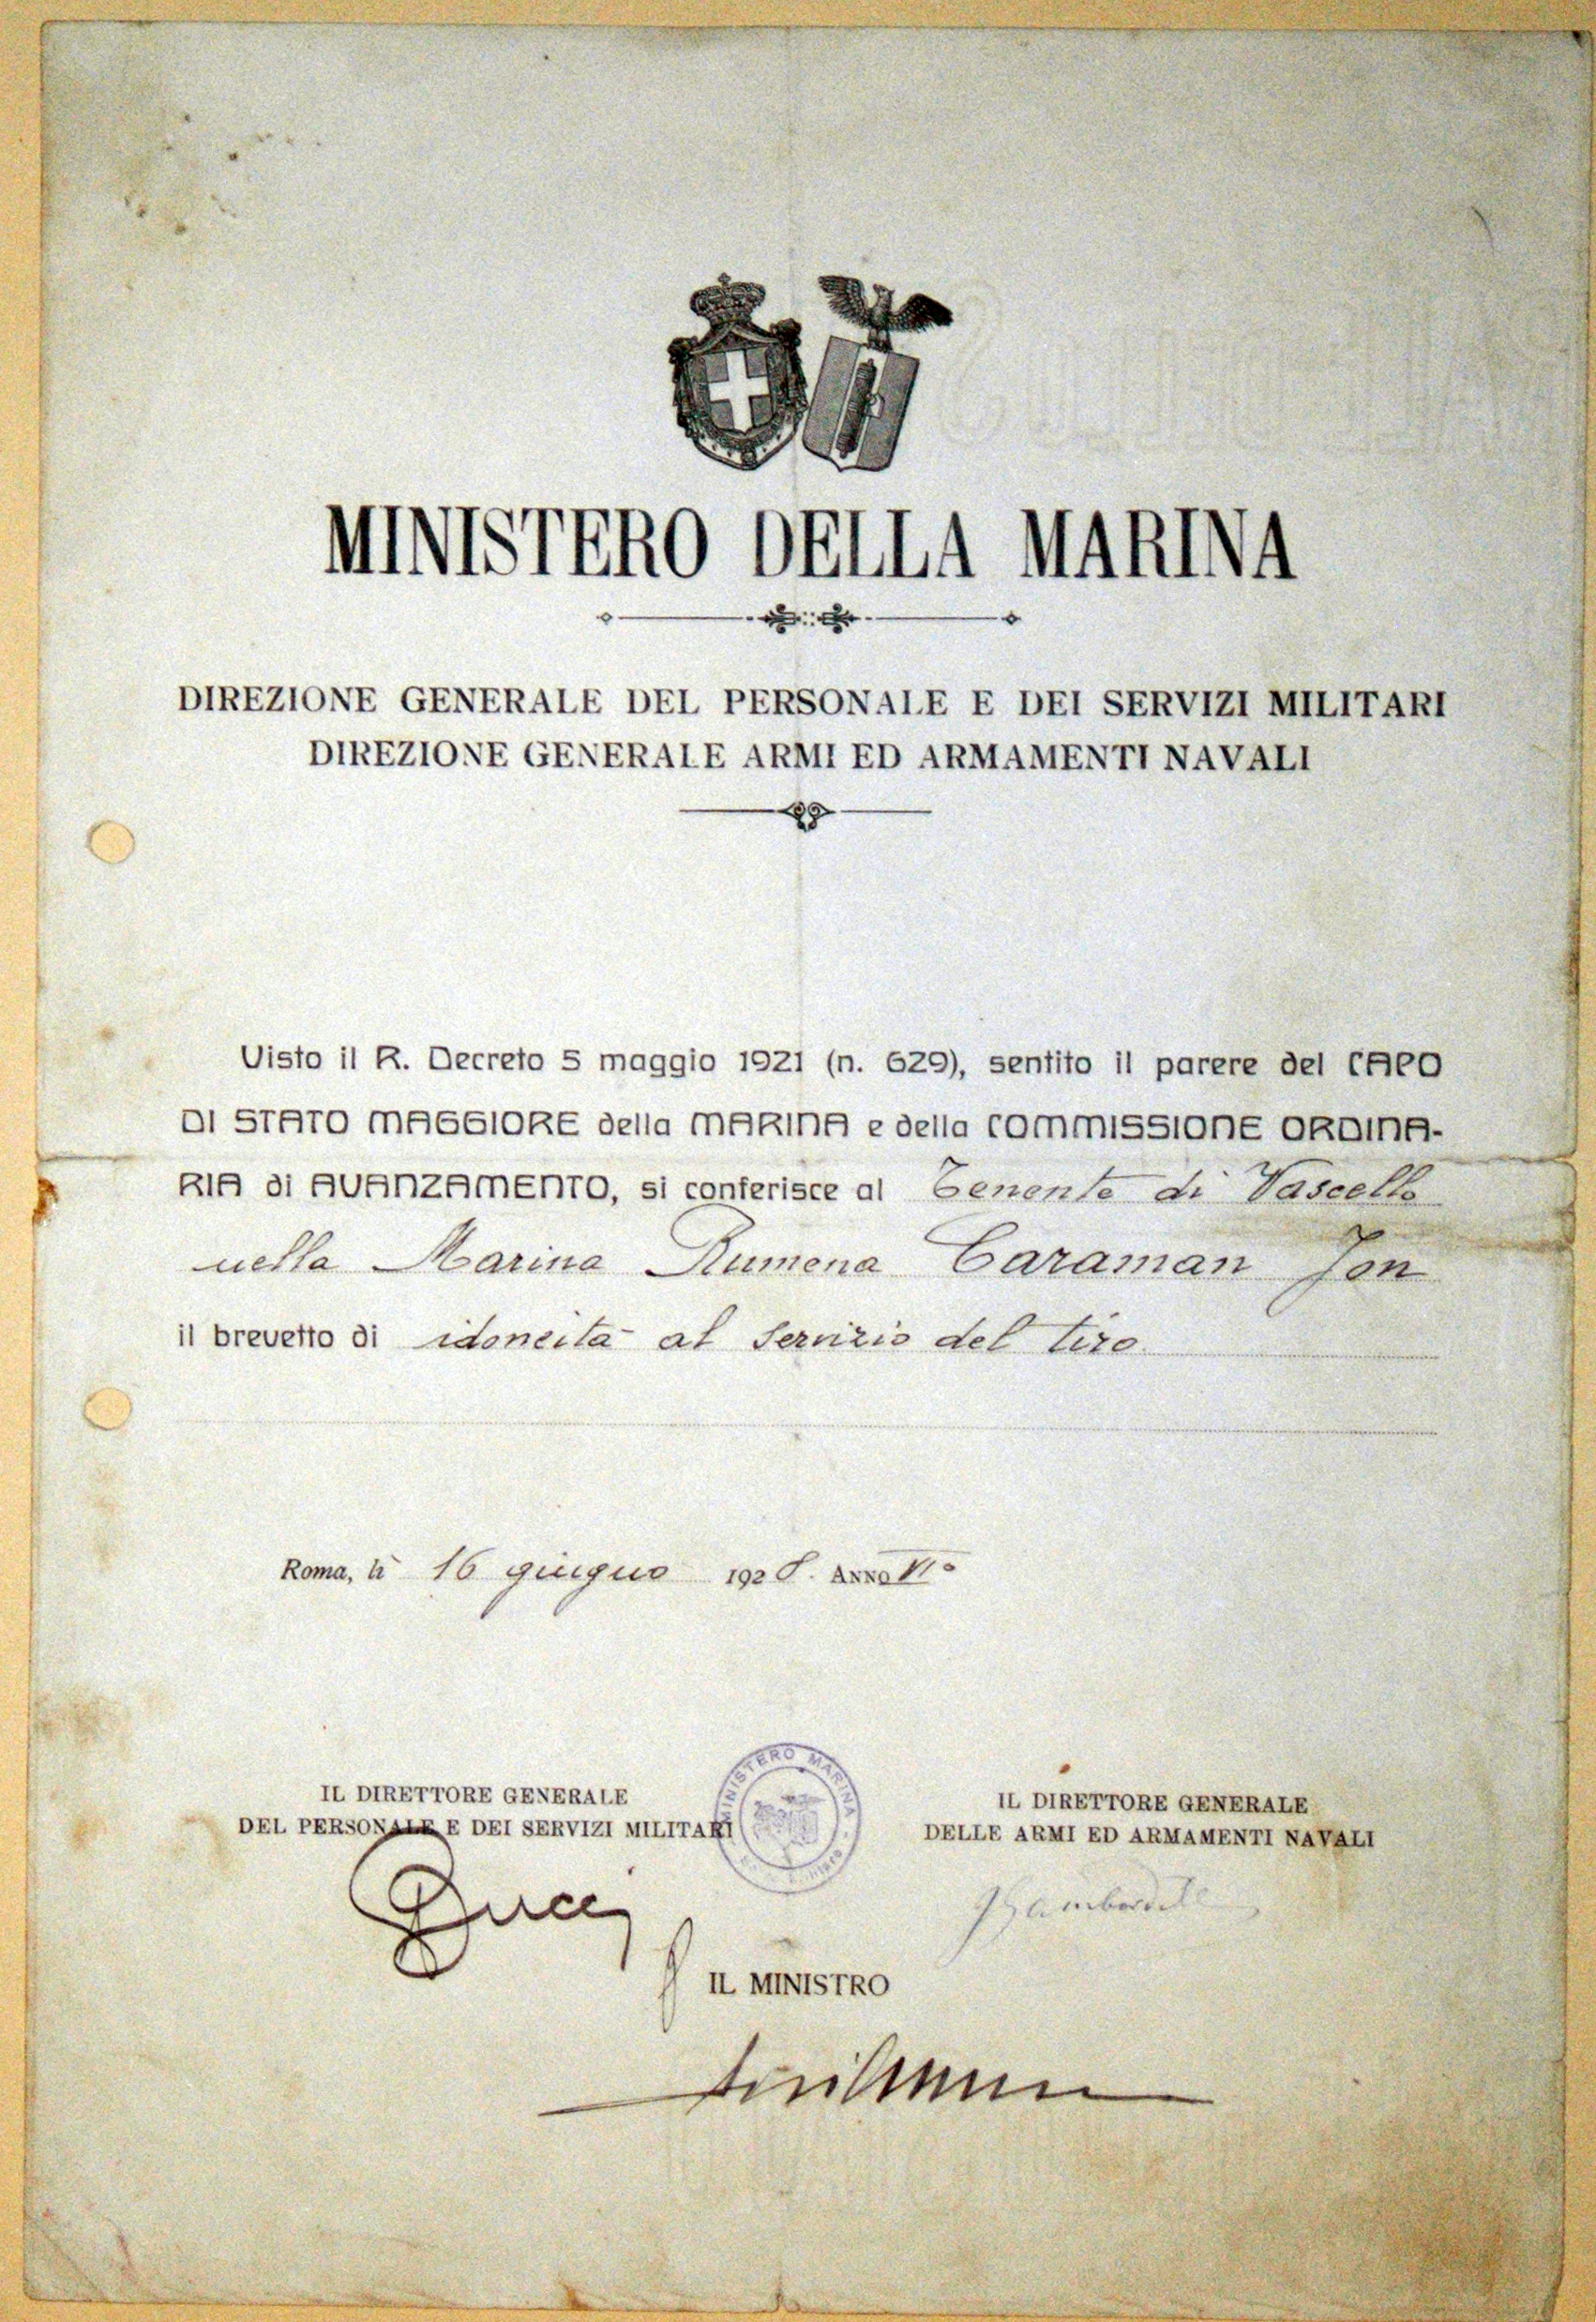 MINISTERO DELLA MARINA
DIREZIONE GENERALE DEL PERSONALE E DEI SERVIZI MILITARI
DIREZIONE GENERALE ARMI ED ARMAMENTI NAVALI
Visto il R. Decreto 5 maggio 1921 (n. 629), sentito il parere del CAPO
DI STATO MAGGIORE della MARINA e della COMMISSIONE ORDINA-
RIA di AVANZAMENTO, si conferisce al Tenente di Vascello
nella Marina Rumena Caraman Jon
il brevetto di idoneità al Servizio del tiro
Roma, lì 16 giugno 1928. ANNO VI°
MINISTERO MARINA
IL DIRETTORE GENERALE
DEL PERSONALE E DEI SERVIZI MILITARI
IL DIRETTORE GENERALE
DELLE ARMI ED ARMAMENTI NAVALI
IL MINISTRO